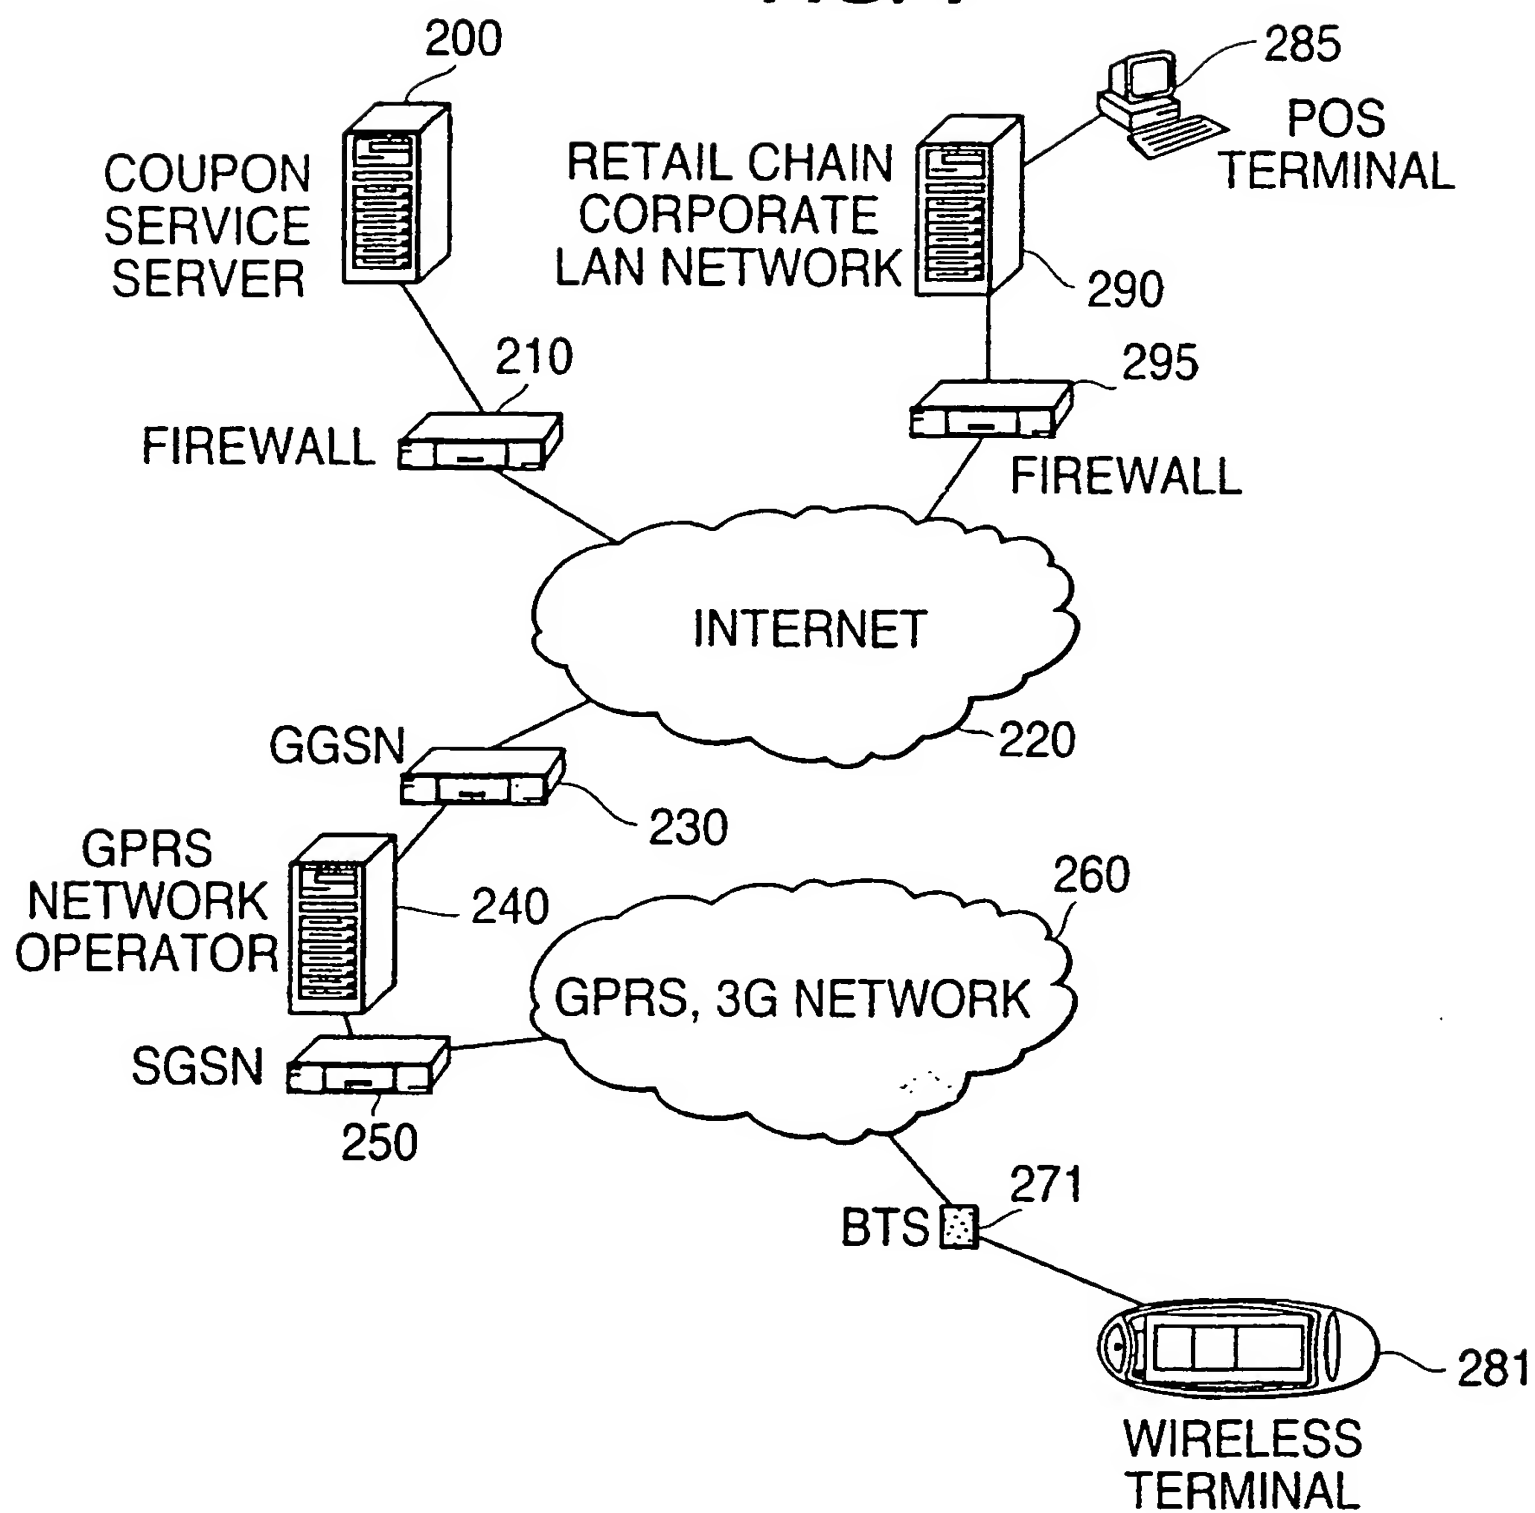 200
285
COUPON
SERVICE
SERVER
RETAIL CHAIN
CORPORATE
LAN NETWORK
POS
TERMINAL
290
210
295
FIREWALL
FIREWALL
INTERNET
220
GGSN
230
GPRS
NETWORK
OPERATOR
240
260
GPRS, 3G NETWORK
SGSN
250
271
BTS
281
WIRELESS
TERMINAL